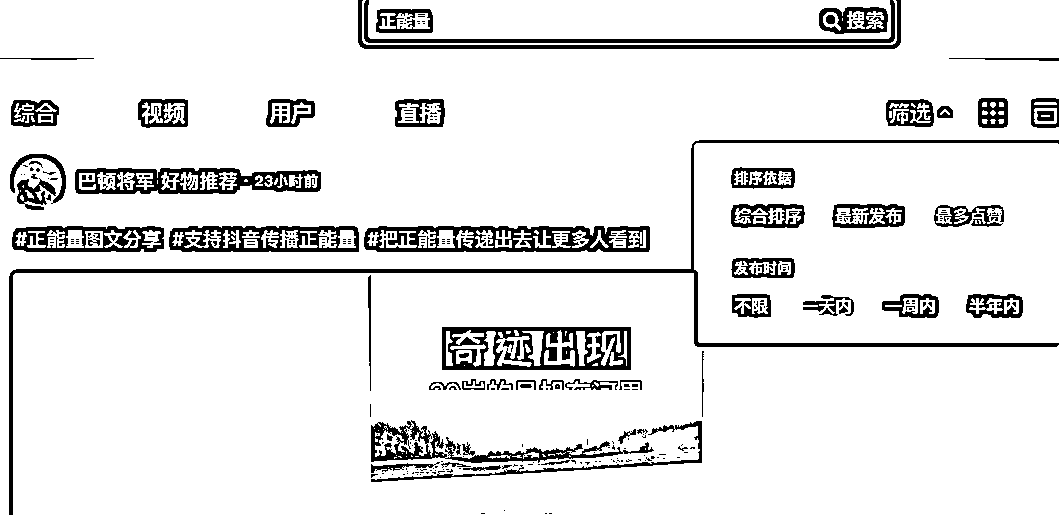 正能量 搜索
综合 视频 用户 直播 筛选
巴顿将军 好物推荐 · 23小时前
#正能量图文分享 #支持抖音传播正能量 #把正能量传递出去让更多人看到
排序依据
综合排序 最新发布 最多点赞
发布时间
不限 一天内 一周内 半年内
奇迹出现